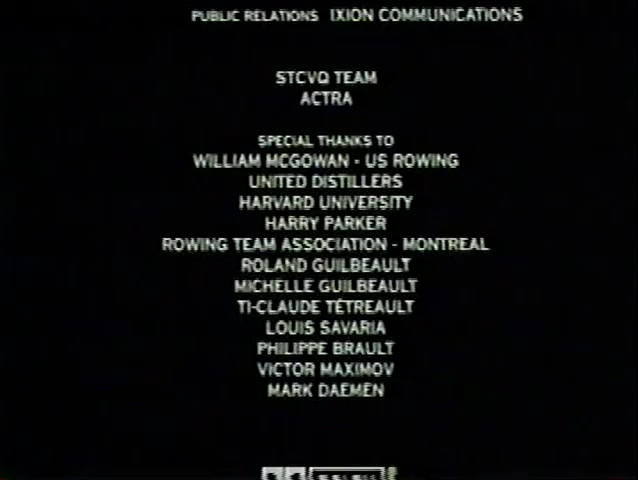 PUBLIC RELATIONS IXION COMMUNICATIONS
STCVQ TEAM
ACTRA
SPECIAL THANKS TO
WILLIAM MCGOWAN - US ROWING
UNITED DISTILLERS
HARVARD UNIVERSITY
HARRY PARKER
ROWING TEAM ASSOCIATION - MONTREAL
ROLAND GUILBEAULT
MICHELLE GUILBEAULT
TI-CLAUDE TÉTREAULT
LOUIS SAVARIA
PHILIPPE BRAULT
VICTOR MAXIMOV
MARK DAEMEN